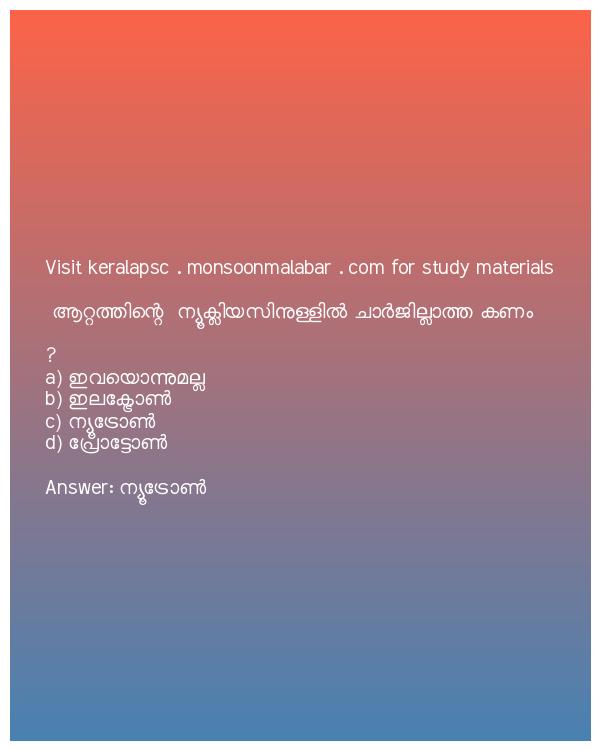 Visit keralapsc . monsoonmalabar . com for study materials
ആറ്റത്തിന്റെ ന്യൂക്ലിയസിനുള്ളിൽ ചാർജില്ലാത്ത കണം
?
a) ഇവയൊന്നുമല്ല
b) ഇലക്ട്രോൺ
c) ന്യൂട്രോൺ
d) പ്രോട്ടോൺ
Answer: ന്യൂട്രോൺ